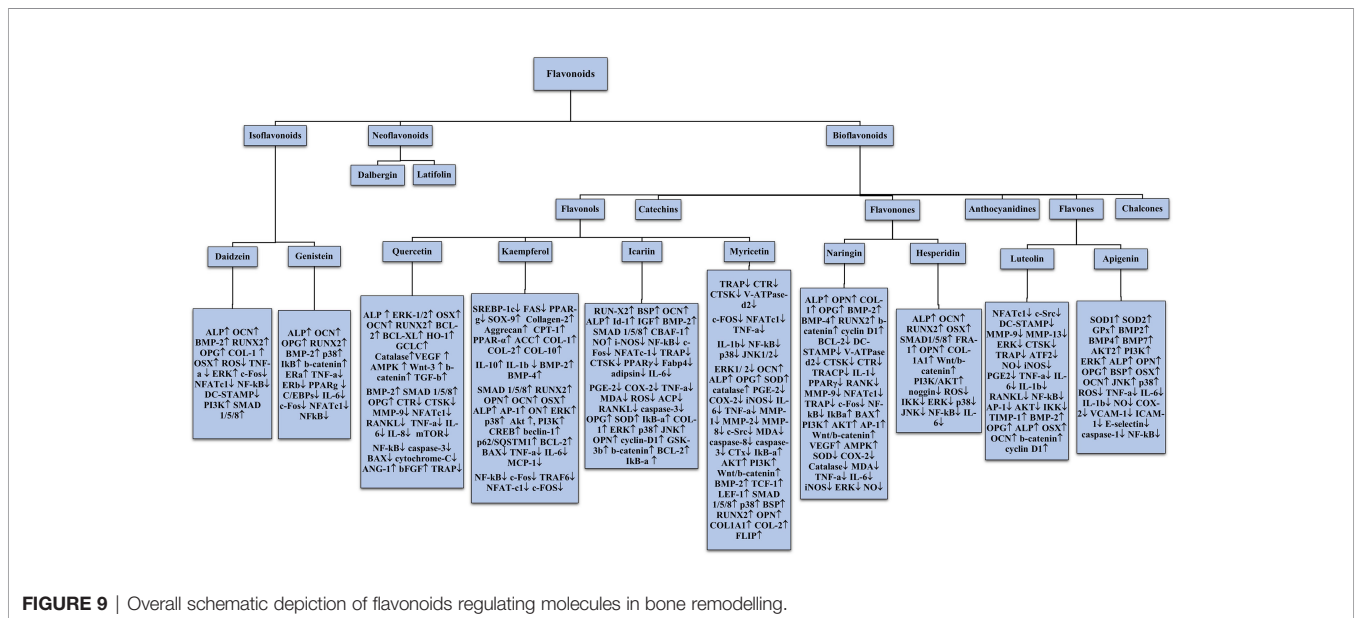 Flavonoids
Isoflavonoids
Neoflavonoids
Bioflavonoids
Dalbergin
Latifolin
Flavonols
Catechins
Flavonones
Anthocyanidines
Flavones
Chalcones
Daidzein
Genistein
Quercetin
Kaempferol
Icariin
Myricetin
Naringin
Hesperidin
Luteolin
Apigenin
ALP↑ OCN↑
BMP-2↑ RUNX2↑
OPG↑ COL-1 ↑
OSX↑ ROS↓ TNF-
a ↓ ERK↑ c-Fos↓
NFATc1↓ NF-kB↓
DC-STAMP↓
PI3K↑ SMAD
1/5/8↑
ALP↑ OCN↑
OPG↑ RUNX2↑
BMP-2↑ p38↑
IkB↑ b-catenin↑
ERa↑ TNF-a↓
ERb↓ PPARg ↓
C/EBPs↓ IL-6↓
c-Fos↓ NFATc1↓
NFkB↓
ALP ↑ ERK-1/2↑ OSX↑
OCN↑ RUNX2↑ BCL-
2↑ BCL-XL↑ HO-1↑
GCLC↑
Catalase↑VEGF ↑
AMPK ↑ Wnt-3 ↑ b-
catenin↑ TGF-b↑
BMP-2↑ SMAD 1/5/8↑
OPG↑ CTR↓ CTSK↓
MMP-9↓ NFATc1↓
RANKL↓ TNF-a↓ IL-
6↓ IL-8↓ mTOR↓
NF-kB↓ caspase-3↓
BAX↓ cytochrome-C↓
ANG-1↑ bFGF↑ TRAP↓
SREBP-1c↓ FAS↓ PPAR-
g↓ SOX-9↑ Collagen-2↑
Aggrecan↑ CPT-1↑
PPAR-α↑ ACC↑ COL-1↑
COL-2↑ COL-10↑
IL-10↑ IL-1b ↓ BMP-2↑
BMP-4↑
SMAD 1/5/8↑ RUNX2↑
OPN↑ OCN↑ OSX↑
ALP↑ AP-1↑ ON↑ ERK↑
p38↑ Akt ↑, PI3K↑
CREB↑ beclin-1↑
p62/SQSTM1↑ BCL-2↑
BAX↓ TNF-a↓ IL-6↓
MCP-1↓
NF-kB↓ c-Fos↓ TRAF6↓
NFAT-c1↓ c-FOS↓
RUN-X2↑ BSP↑ OCN↑
ALP↑ Id-1↑ IGF↑ BMP-2↑
SMAD 1/5/8↑ CBAF-1↑
NO↑ i-NOS↓ NF-kB↓ c-
Fos↓ NFATc-1↓ TRAP↓
CTSK↓ PPARγ↓ Fabp4↓
adipsin↓ IL-6↓
PGE-2↓ COX-2↓ TNF-a↓
MDA↓ ROS↓ ACP↓
RANKL↓ caspase-3↓
OPG↑ SOD↑ IkB-a↑ COL-
1↑ ERK↑ p38↑ JNK↑
OPN↑ cyclin-D1↑ GSK-
3b↑ b-catenin↑ BCL-2↑
IkB-a ↑
TRAP↓ CTR↓
CTSK↓ V-ATPase-
d2↓
c-FOS↓ NFATc1↓
TNF-a↓
IL-1b↓ NF-kB↓
p38↓ JNK1/2↓
ERK1/ 2↓ OCN↑
ALP↑ OPG↑ SOD↑
catalase↑ PGE-2↓
COX-2↓ iNOS↓ IL-
6↓ TNF-a↓ MMP-
1↓ MMP-2↓ MMP-
8↓ c-Src↓ MDA↓
caspase-8↓ caspase-
3↓ CTx↓ IkB-a↑
AKT↑ PI3K↑
Wnt/b-catenin↑
BMP-2↑ TCF-1↑
LEF-1↑ SMAD
1/5/8↑ p38↑ BSP↑
RUNX2↑ OPN↑
COL1A1↑ COL-2↑
FLIP↑
ALP↑ OPN↑ COL-
1↑ OPG↑ BMP-2↑
BMP-4↑ RUNX2↑ b-
catenin↑ cyclin D1↑
BCL-2↓ DC-
STAMP↓ V-ATPase
d2↓ CTSK↓ CTR↓
TRACP↓ IL-1↓
PPARγ↓ RANK↓
MMP-9↓ NFATc1↓
TRAP↓ c-Fos↓ NF-
kB↓ IkBa↑ BAX↑
PI3K↑ AKT↑ AP-1↑
Wnt/b-catenin↑
VEGF↑ AMPK↑
SOD↓ COX-2↓
Catalase↓ MDA↓
TNF-a↓ IL-6↓
iNOS↓ ERK↓ NO↓
ALP↑ OCN↑
RUNX2↑ OSX↑
SMAD1/5/8↑ FRA-
1↑ OPN↑ COL-
1A1↑ Wnt/b-
catenin↑
PI3K/AKT↑
noggin↓ ROS↓
IKK↓ ERK↓ p38↓
JNK↓ NF-kB↓ IL-
6↓
NFATc1↓ c-Src↓
DC-STAMP↓
MMP-9↓ MMP-13↓
ERK↓ CTSK↓
TRAP↓ ATF2↓
NO↓ iNOS↓
PGE2↓ TNF-a↓ IL-
6↓ IL-1b↓
RANKL↓ NF-kB↓
AP-1↓ AKT↓ IKK↓
TIMP-1↑ BMP-2↑
OPG↑ ALP↑ OSX↑
OCN↑ b-catenin↑
cyclin D1↑
SOD1↑ SOD2↑
GPx↑ BMP2↑
BMP4↑ BMP7↑
AKT2↑ PI3K↑
ERK↑ ALP↑ OPN↑
OPG↑ BSP↑ OSX↑
OCN↑ JNK↑ p38↑
ROS↓ TNF-a↓ IL-6↓
IL-1b↓ NO↓ COX-
2↓ VCAM-1↓ ICAM-
1↓ E-selectin↓
caspase-1↓ NF-kB↓
FIGURE 9 | Overall schematic depiction of flavonoids regulating molecules in bone remodelling.